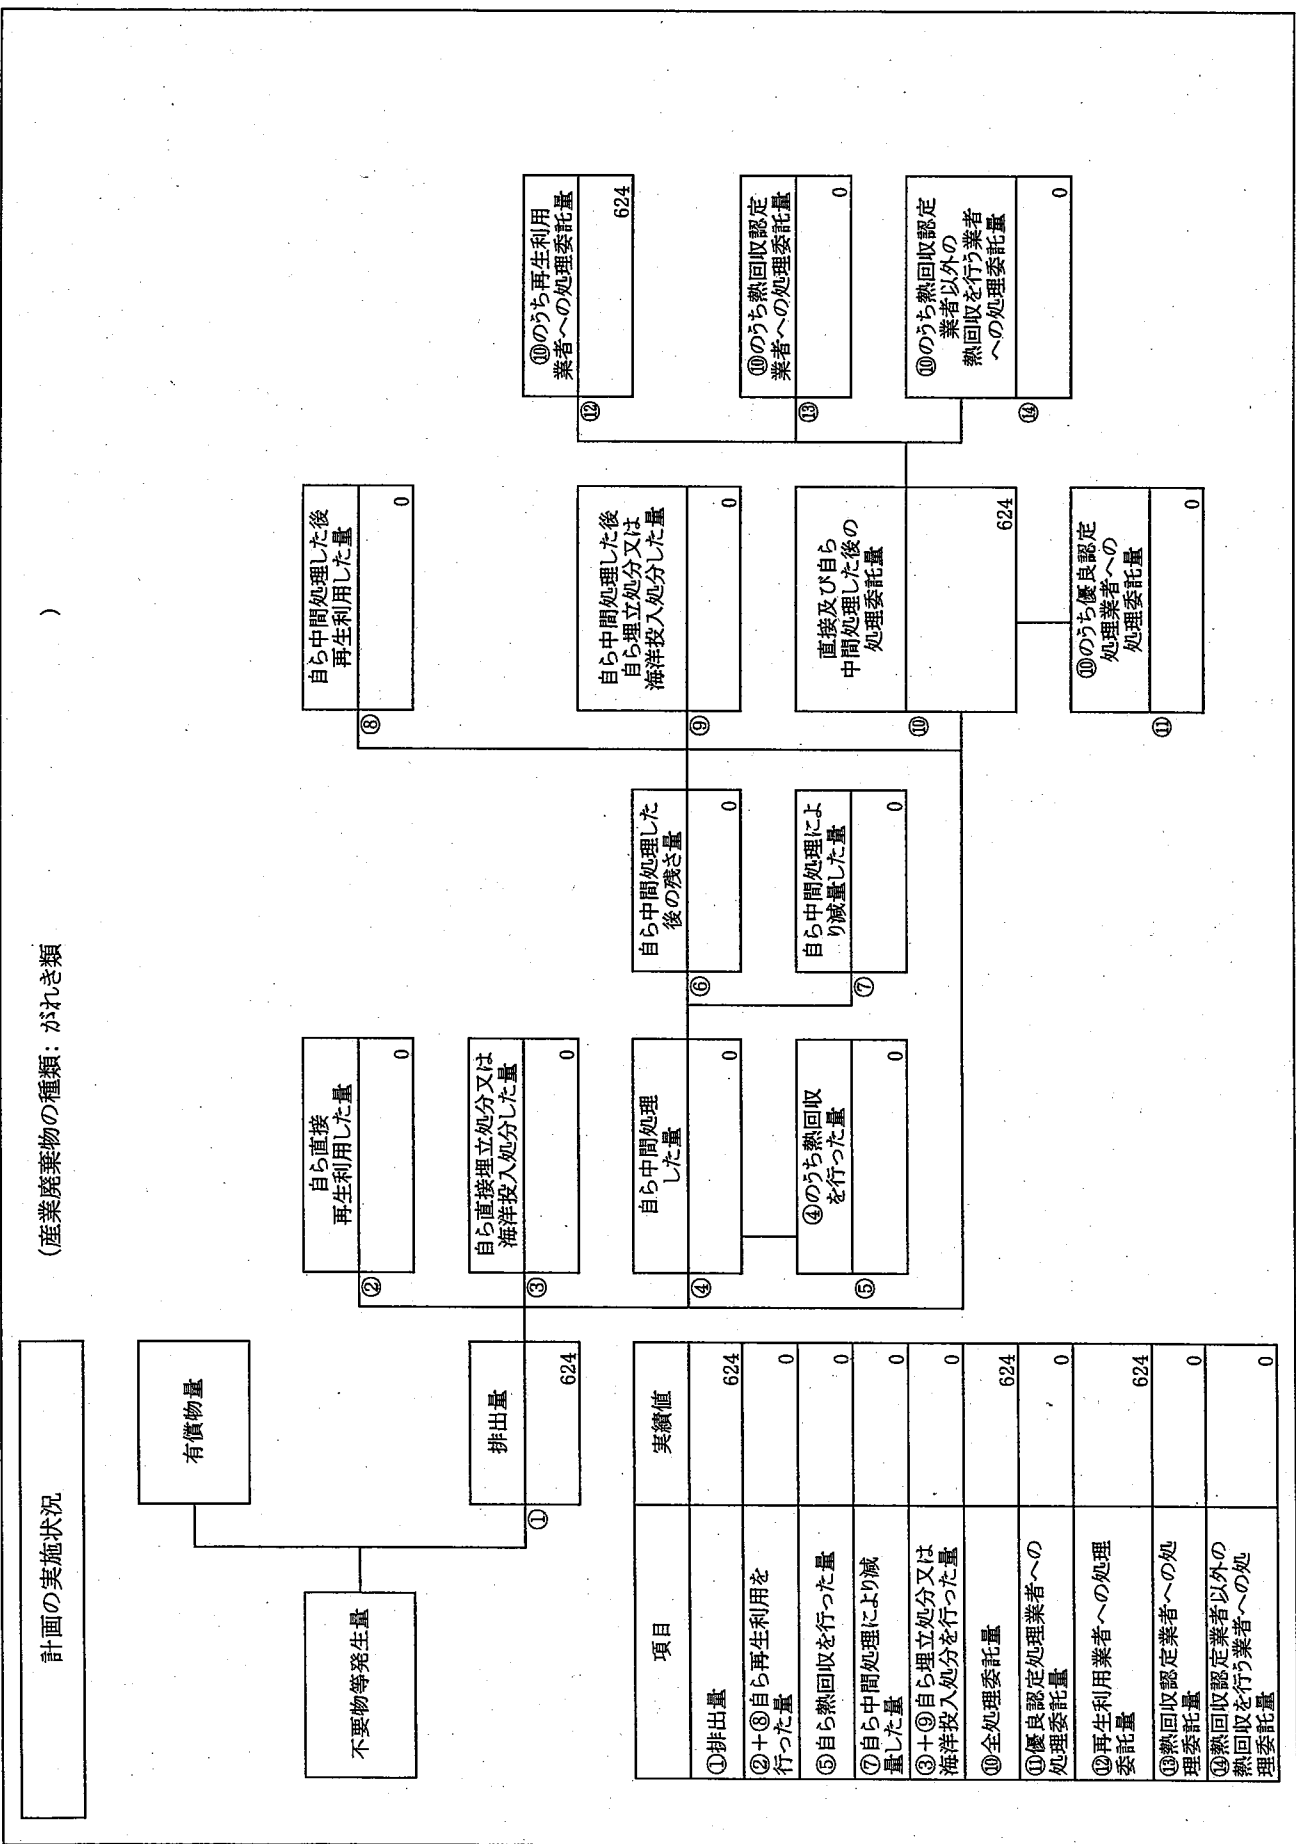 計画の実施状況
(産業廃棄物の種類：がれき類　　　　)
不要物等発生量
有償物量
排出量
①
624
自ら直接
再生利用した量
②
0
自ら直接埋立処分又は
海洋投入処分した量
③
0
自ら中間処理
した量
④
0
④のうち熱回収
を行った量
⑤
0
自ら中間処理した
後の残さ量
⑥
0
自ら中間処理によ
り減量した量
⑦
0
自ら中間処理した後
再生利用した量
⑧
0
自ら中間処理した後
自ら埋立処分又は
海洋投入処分した量
⑨
0
直接及び自ら
中間処理した後の
処理委託量
⑩
624
⑩のうち優良認定
処理業者への
処理委託量
⑪
0
⑩のうち再生利用
業者への処理委託量
⑫
624
⑩のうち熱回収認定
業者への処理委託量
⑬
0
⑩のうち熱回収認定
業者以外の
熱回収を行う業者
への処理委託量
⑭
0
項目 実績値
①排出量 624
②+⑧自ら再生利用を
行った量 0
⑤自ら熱回収を行った量 0
⑦自ら中間処理により減
量した量 0
③+⑨自ら埋立処分又は
海洋投入処分を行った量 0
⑩全処理委託量 624
⑪優良認定処理業者への
処理委託量 0
⑫再生利用業者への処理
委託量 624
⑬熱回収認定業者への処
理委託量 0
⑭熱回収認定業者以外の
熱回収を行う業者への処
理委託量 0